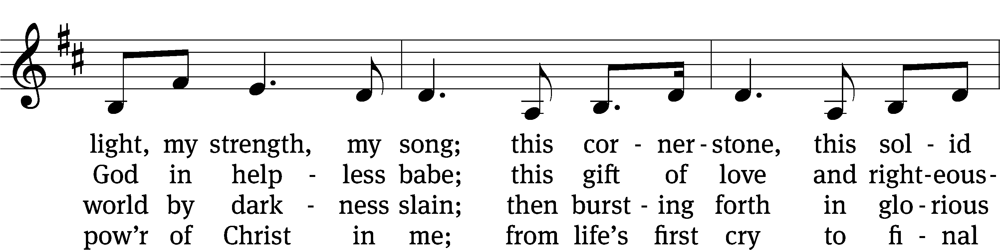 light, my strength, my song; this cor - ner - stone, this sol - id
God in help - less babe; this gift of love and right - eous -
world by dark - ness slain; then burst - ing forth in glo - rious
pow’r of Christ in me; from life’s first cry to fi - nal